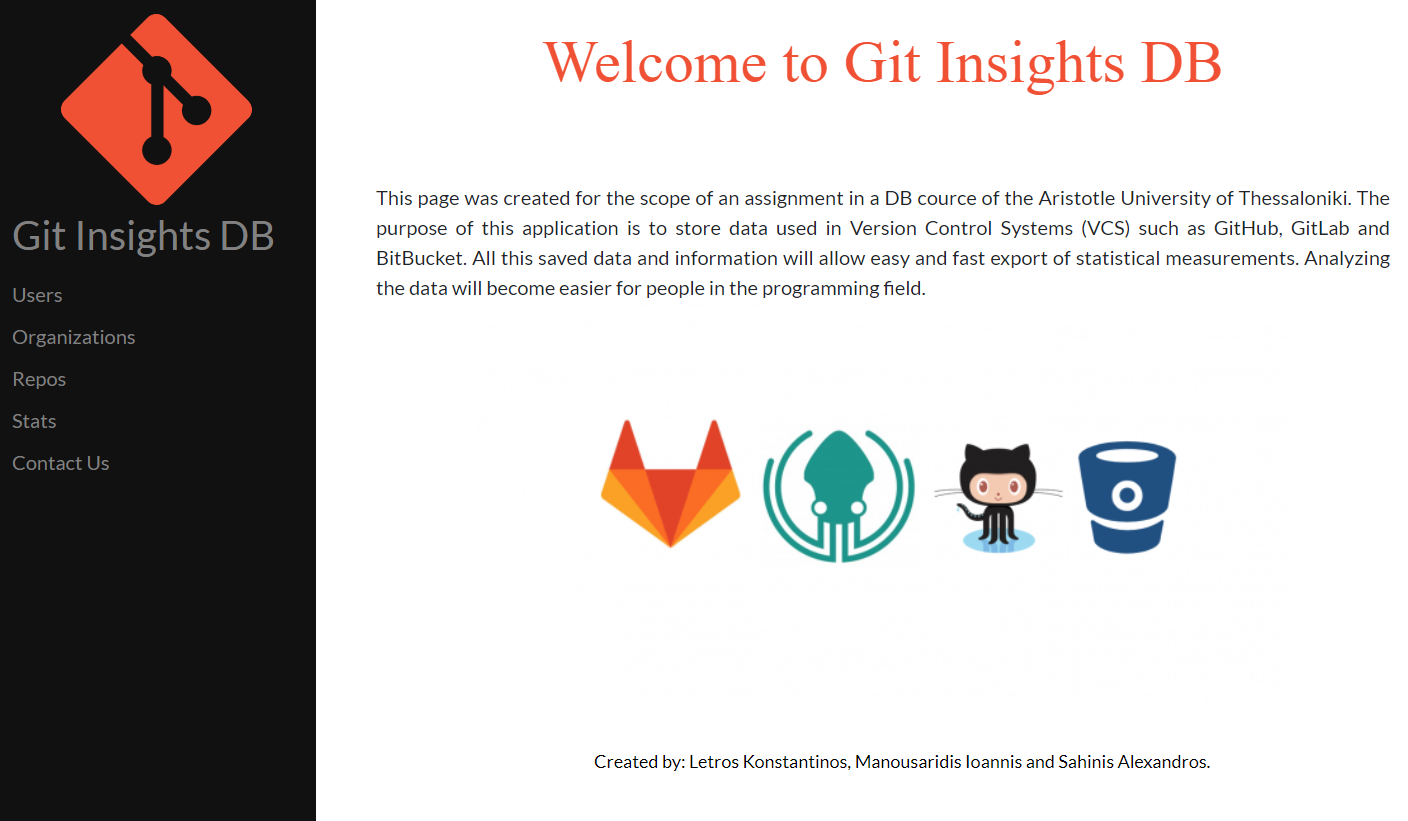 Git Insights DB
Users
Organizations
Repos
Stats
Contact Us
Welcome to Git Insights DB
This page was created for the scope of an assignment in a DB cource of the Aristotle University of Thessaloniki. The
purpose of this application is to store data used in Version Control Systems (VCS) such as GitHub, GitLab and
BitBucket. All this saved data and information will allow easy and fast export of statistical measurements. Analyzing
the data will become easier for people in the programming field.
Created by: Letros Konstantinos, Manousaridis Ioannis and Sahinis Alexandros.